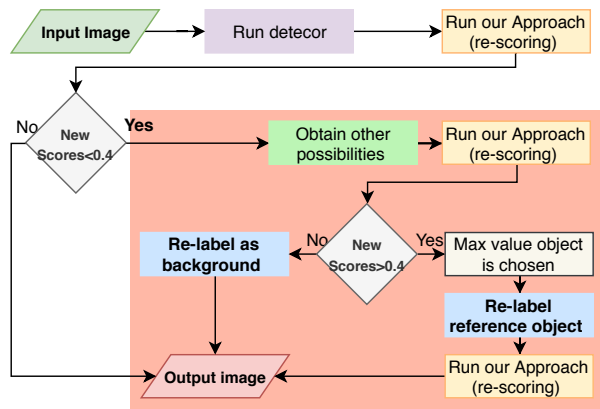 Input Image
Run detecor
Run our Approach
(re-scoring)
No
New
Scores<0.4
Yes
Obtain other
possibilities
Run our Approach
(re-scoring)
No
New
Scores>0.4
Yes
Re-label as
background
Max value object
is chosen
Re-label
reference object
Output image
Run our Approach
(re-scoring)